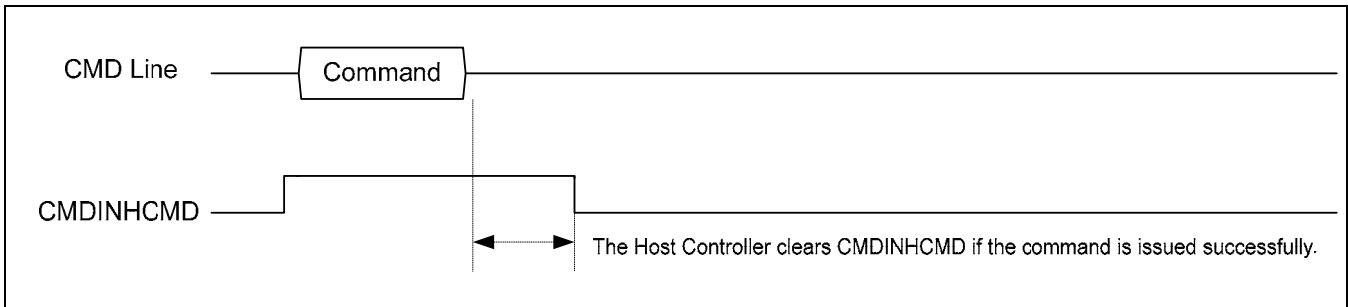 CMD Line
Command
CMDINHCMD
The Host Controller clears CMDINHCMD if the command is issued successfully.